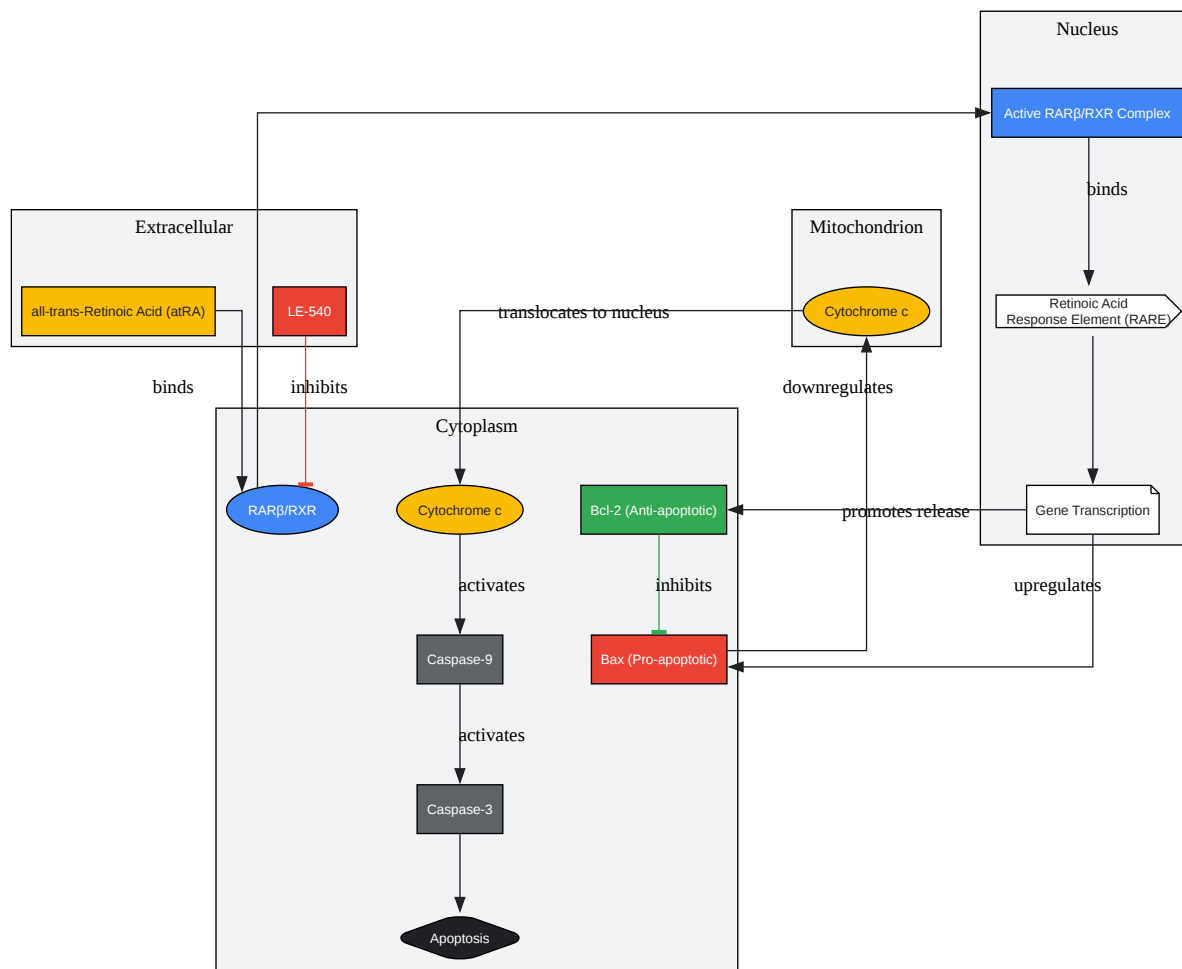 Nucleus
Active RARβ/RXR Complex
binds
Extracellular
Mitochondrion
all-trans-Retinoic Acid (atRA)
LE-540
translocates to nucleus
Cytochrome c
Retinoic Acid
Response Element (RARE)
binds
inhibits
downregulates
Cytoplasm
RARβ/RXR
Cytochrome c
Bcl-2 (Anti-apoptotic)
promotes release
Gene Transcription
activates
inhibits
upregulates
Caspase-9
Bax (Pro-apoptotic)
activates
Caspase-3
Apoptosis